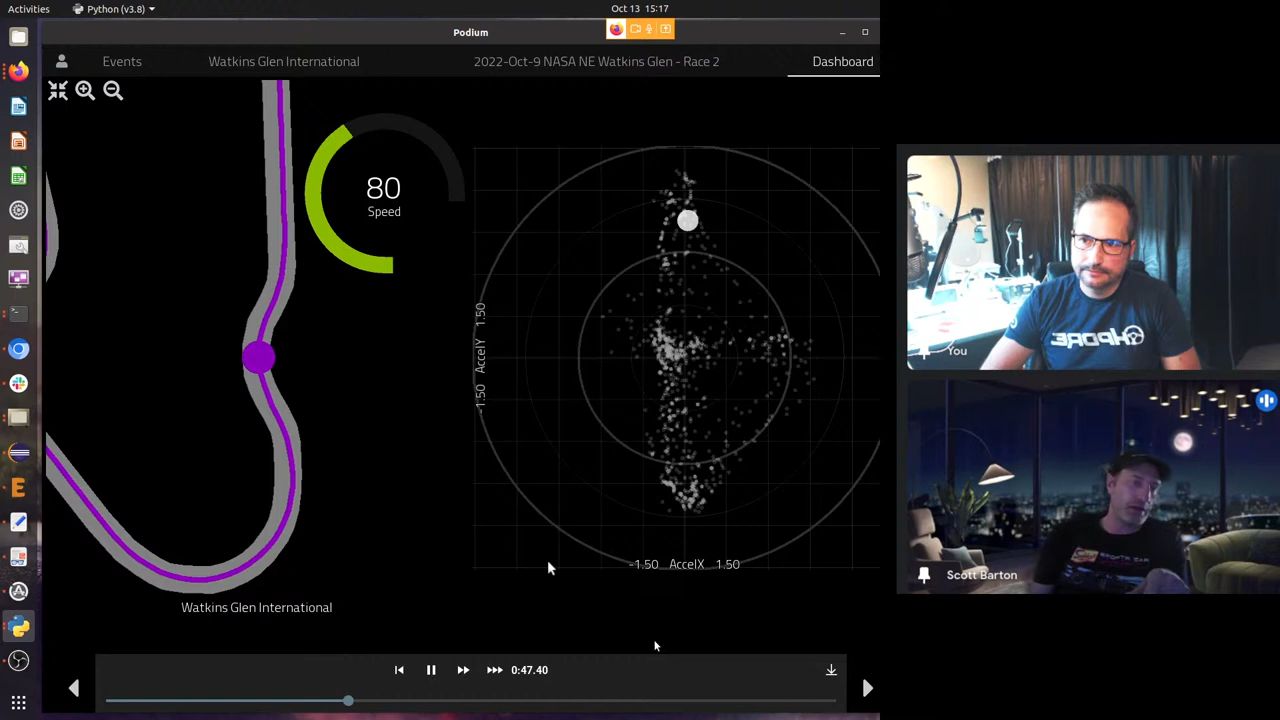 Activities
Python (v3.8)
Oct 13 15:17
Podium
Events
Watkins Glen International
2022-Oct-9 NASA NE Watkins Glen - Race 2
Dashboard
80
Speed
-1.50 AccelY 1.50
-1.50 AccelX 1.50
Watkins Glen International
0:47.40
You
Scott Barton